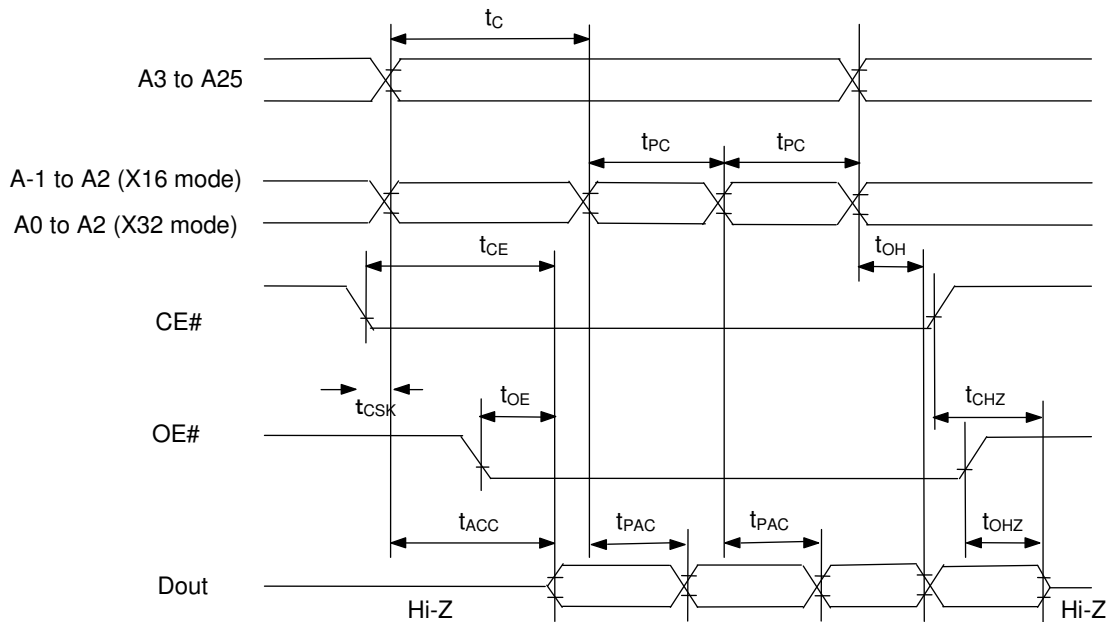 tC
A3 to A25
tPC tPC
A-1 to A2 (X16 mode)
A0 to A2 (X32 mode)
tCE
tOH
CE#
tCSK
tOE
tCHZ
OE#
tACC
tPAC tPAC
tOHZ
Dout
Hi-Z Hi-Z